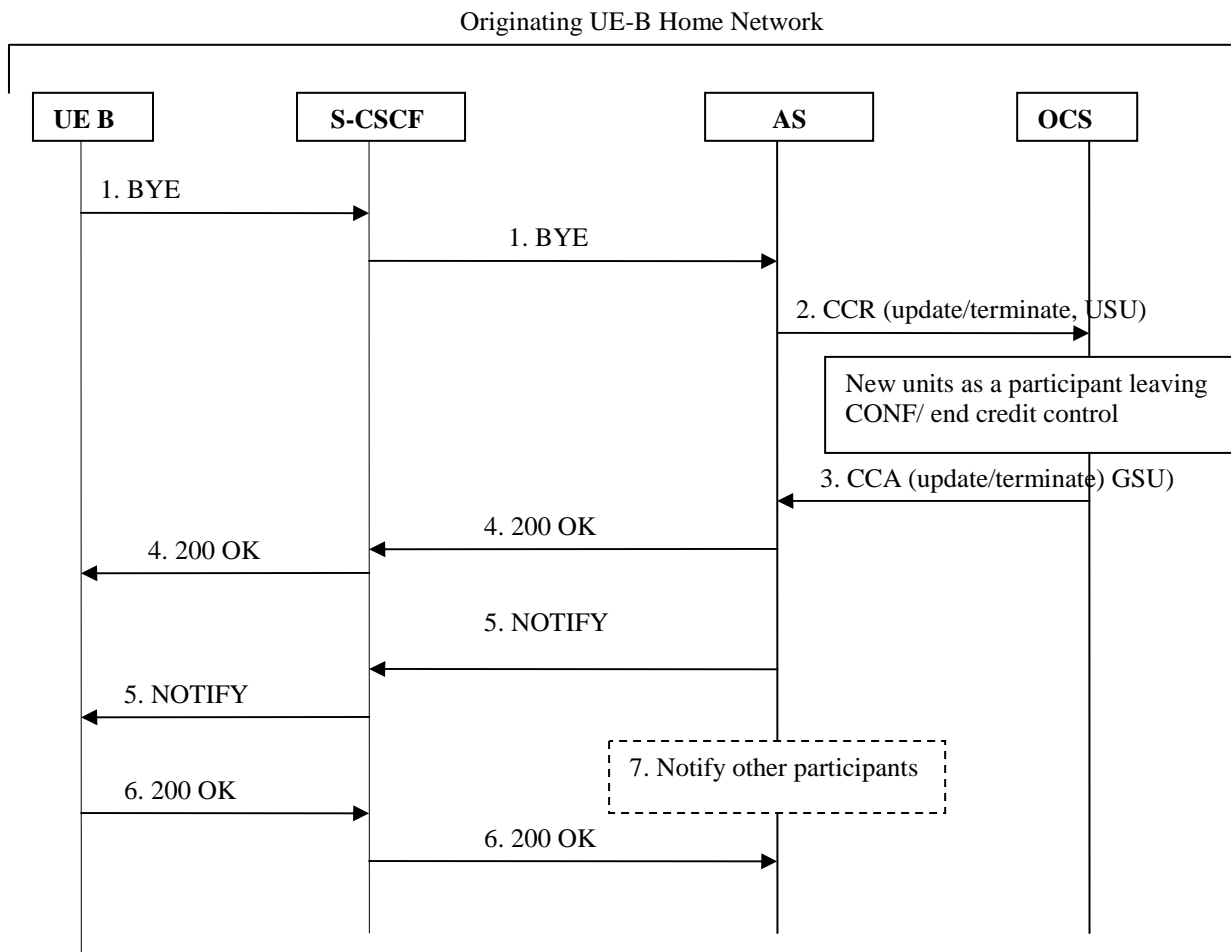 Originating UE-B Home Network
UE B
S-CSCF
AS
OCS
1. BYE
1. BYE
2. CCR (update/terminate, USU)
New units as a participant leaving
CONF/ end credit control
3. CCA (update/terminate) GSU)
4. 200 OK
4. 200 OK
5. NOTIFY
5. NOTIFY
7. Notify other participants
6. 200 OK
6. 200 OK